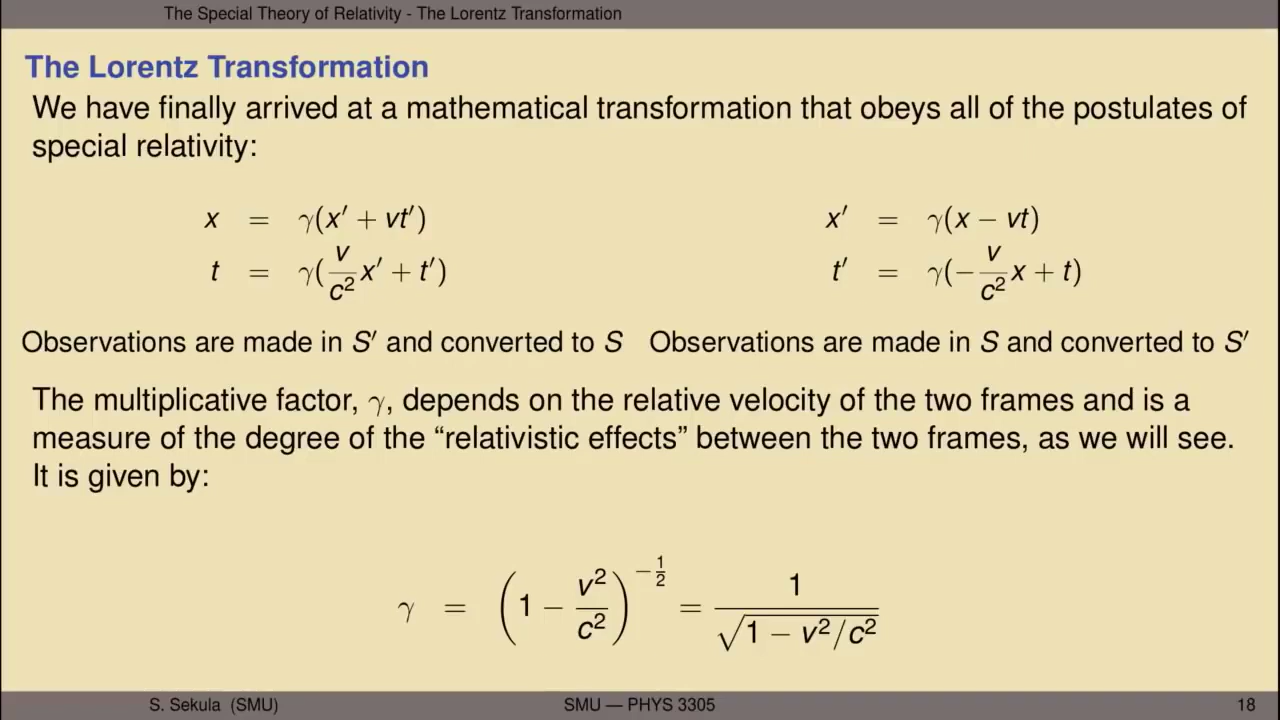 The Special Theory of Relativity - The Lorentz Transformation
The Lorentz Transformation
We have finally arrived at a mathematical transformation that obeys all of the postulates of
special relativity:
x = γ(x′ + vt′)
t = γ(v/c² x′ + t′)
x′ = γ(x − vt)
t′ = γ(−v/c² x + t)
Observations are made in S′ and converted to S
Observations are made in S and converted to S′
The multiplicative factor, γ, depends on the relative velocity of the two frames and is a
measure of the degree of the “relativistic effects” between the two frames, as we will see.
It is given by:
γ = (1 − v²/c²)^(−1/2) = 1/√(1 − v²/c²)
S. Sekula (SMU) SMU — PHYS 3305 18